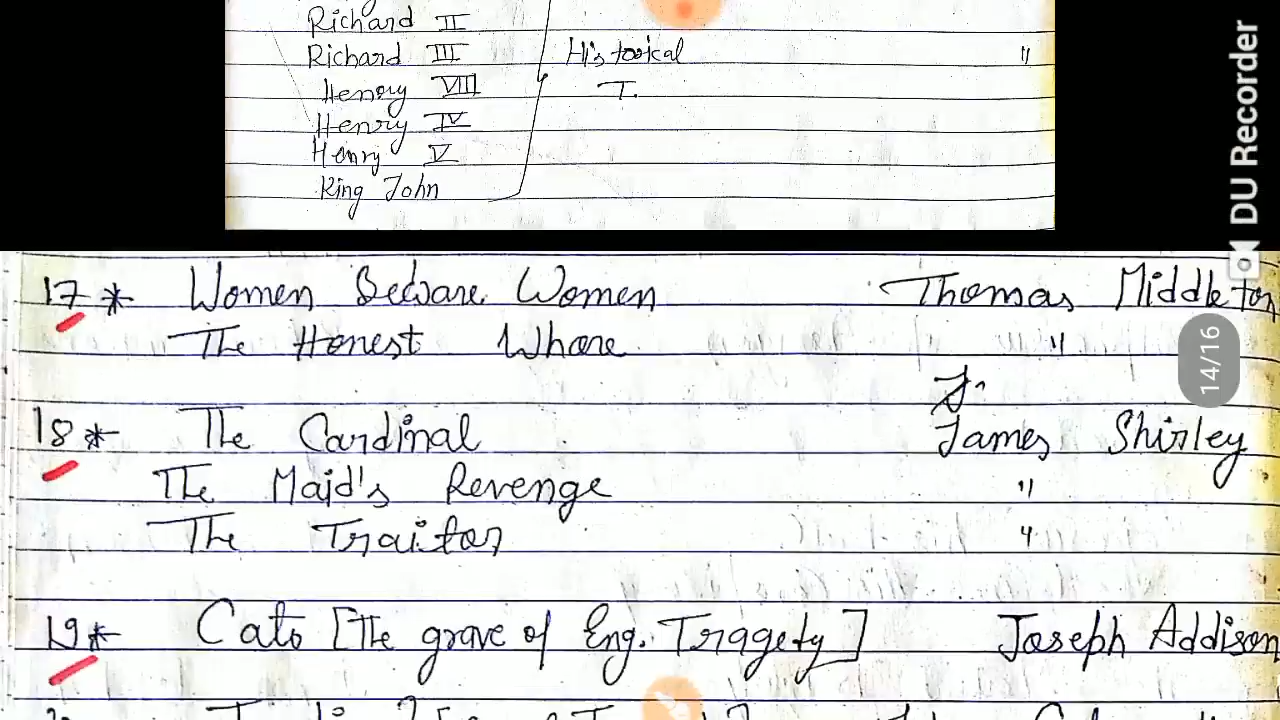 Richard II
Richard III Historical "
Henry VIII T.
Henry IV
Henry V
King John
17 * Women Beware Women Thomas Middleton
The Honest Whore "
J.
18 * The Cardinal James Shirley
The Maid's Revenge "
The Traitor "
19 * Cato [The grave of Eng. Tragety] Joseph Addison
DU Recorder
14/16